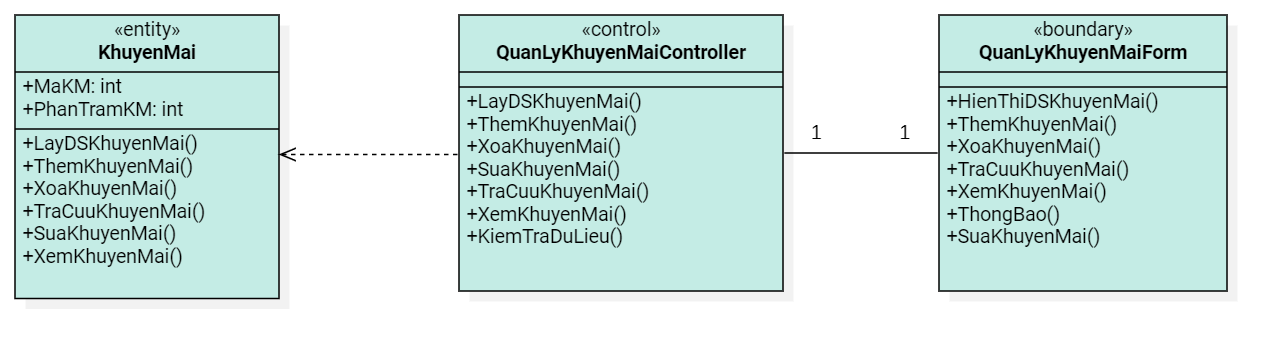 «entity»
KhuyenMai
+MaKM: int
+PhanTramKM: int
+LayDSKhuyenMai()
+ThemKhuyenMai()
+XoaKhuyenMai()
+TraCuuKhuyenMai()
+SuaKhuyenMai()
+XemKhuyenMai()
«control»
QuanLyKhuyenMaiController
+LayDSKhuyenMai()
+ThemKhuyenMai()
+XoaKhuyenMai()
+SuaKhuyenMai()
+TraCuuKhuyenMai()
+XemKhuyenMai()
+KiemTraDuLieu()
1
1
«boundary»
QuanLyKhuyenMaiForm
+HienThiDSKhuyenMai()
+ThemKhuyenMai()
+XoaKhuyenMai()
+TraCuuKhuyenMai()
+XemKhuyenMai()
+ThongBao()
+SuaKhuyenMai()